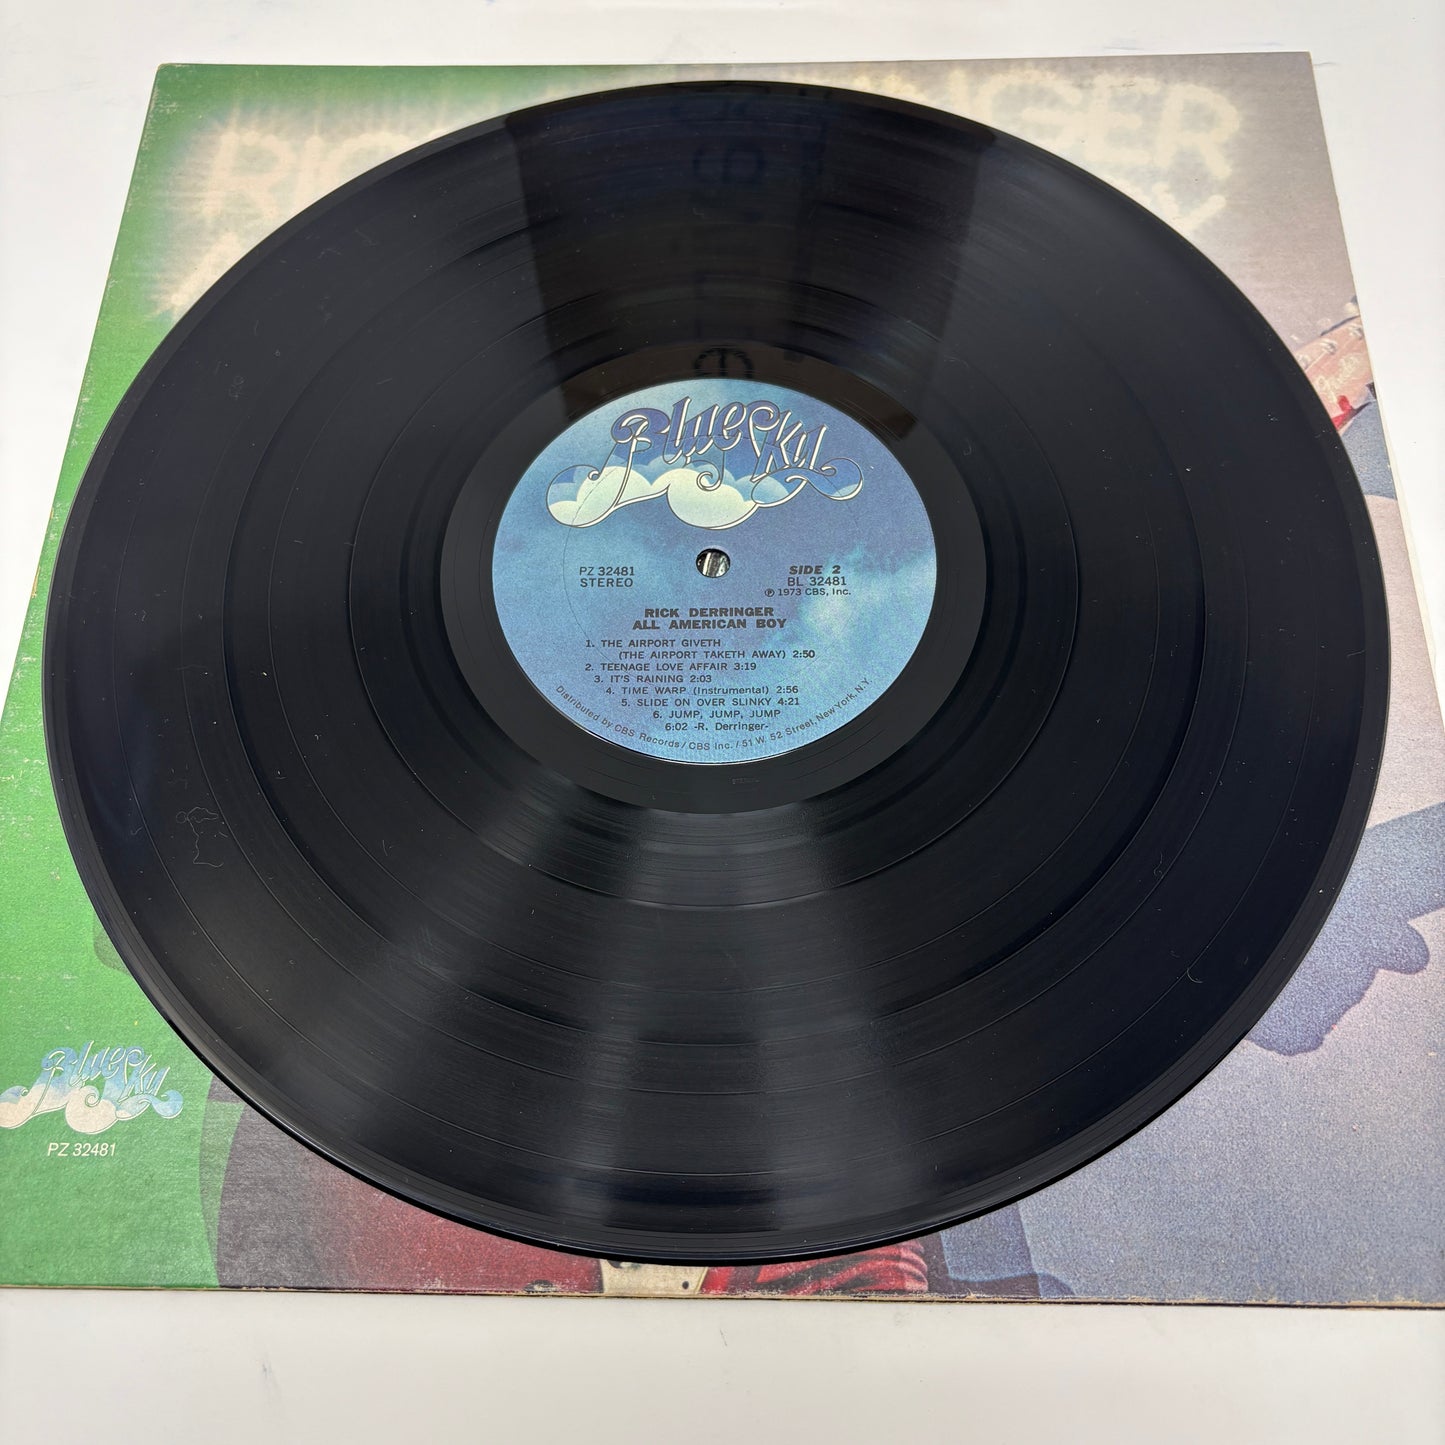 RIC NGER
Blue Sky
PZ 32481
STEREO
SIDE 2
BL 32481
℗ 1973 CBS, Inc.
RICK DERRINGER
ALL AMERICAN BOY
1. THE AIRPORT GIVETH
(THE AIRPORT TAKETH AWAY) 2:50
2. TEENAGE LOVE AFFAIR 3:19
3. IT'S RAINING 2:03
4. TIME WARP (Instrumental) 2:56
5. SLIDE ON OVER SLINKY 4:21
6. JUMP, JUMP, JUMP
6:02 -R. Derringer-
Distributed by CBS Records / CBS Inc. / 51 W. 52 Street, New York, N.Y.
Blue Sky
PZ 32481